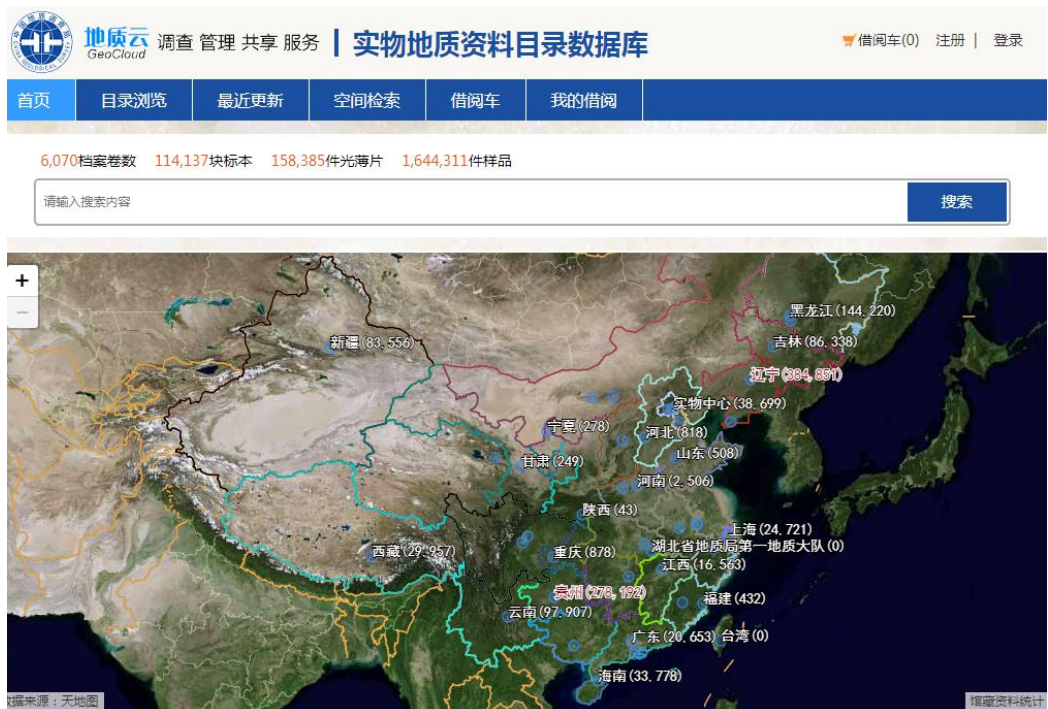 地质云 GeoCloud 调查 管理 共享 服务 | 实物地质资料目录数据库
借阅车(0) 注册 | 登录
首页 目录浏览 最近更新 空间检索 借阅车 我的借阅
6,070档案卷数 114,137块标本 158,385件光薄片 1,644,311件样品
请输入搜索内容 搜索
+
−
黑龙江(144,220)
新疆(83,556)
吉林(86,338)
辽宁(384,851)
实物中心(38,699)
宁夏(278)
河北(818)
山东(508)
甘肃(249)
河南(2,506)
陕西(43)
上海(24,721)
西藏(29,957)
重庆(878)
湖北省地质局第一地质大队(0)
江西(16,563)
贵州(278,192)
福建(432)
云南(97,907)
广东(20,653)
台湾(0)
海南(33,778)
数据来源：天地图
馆藏资料统计